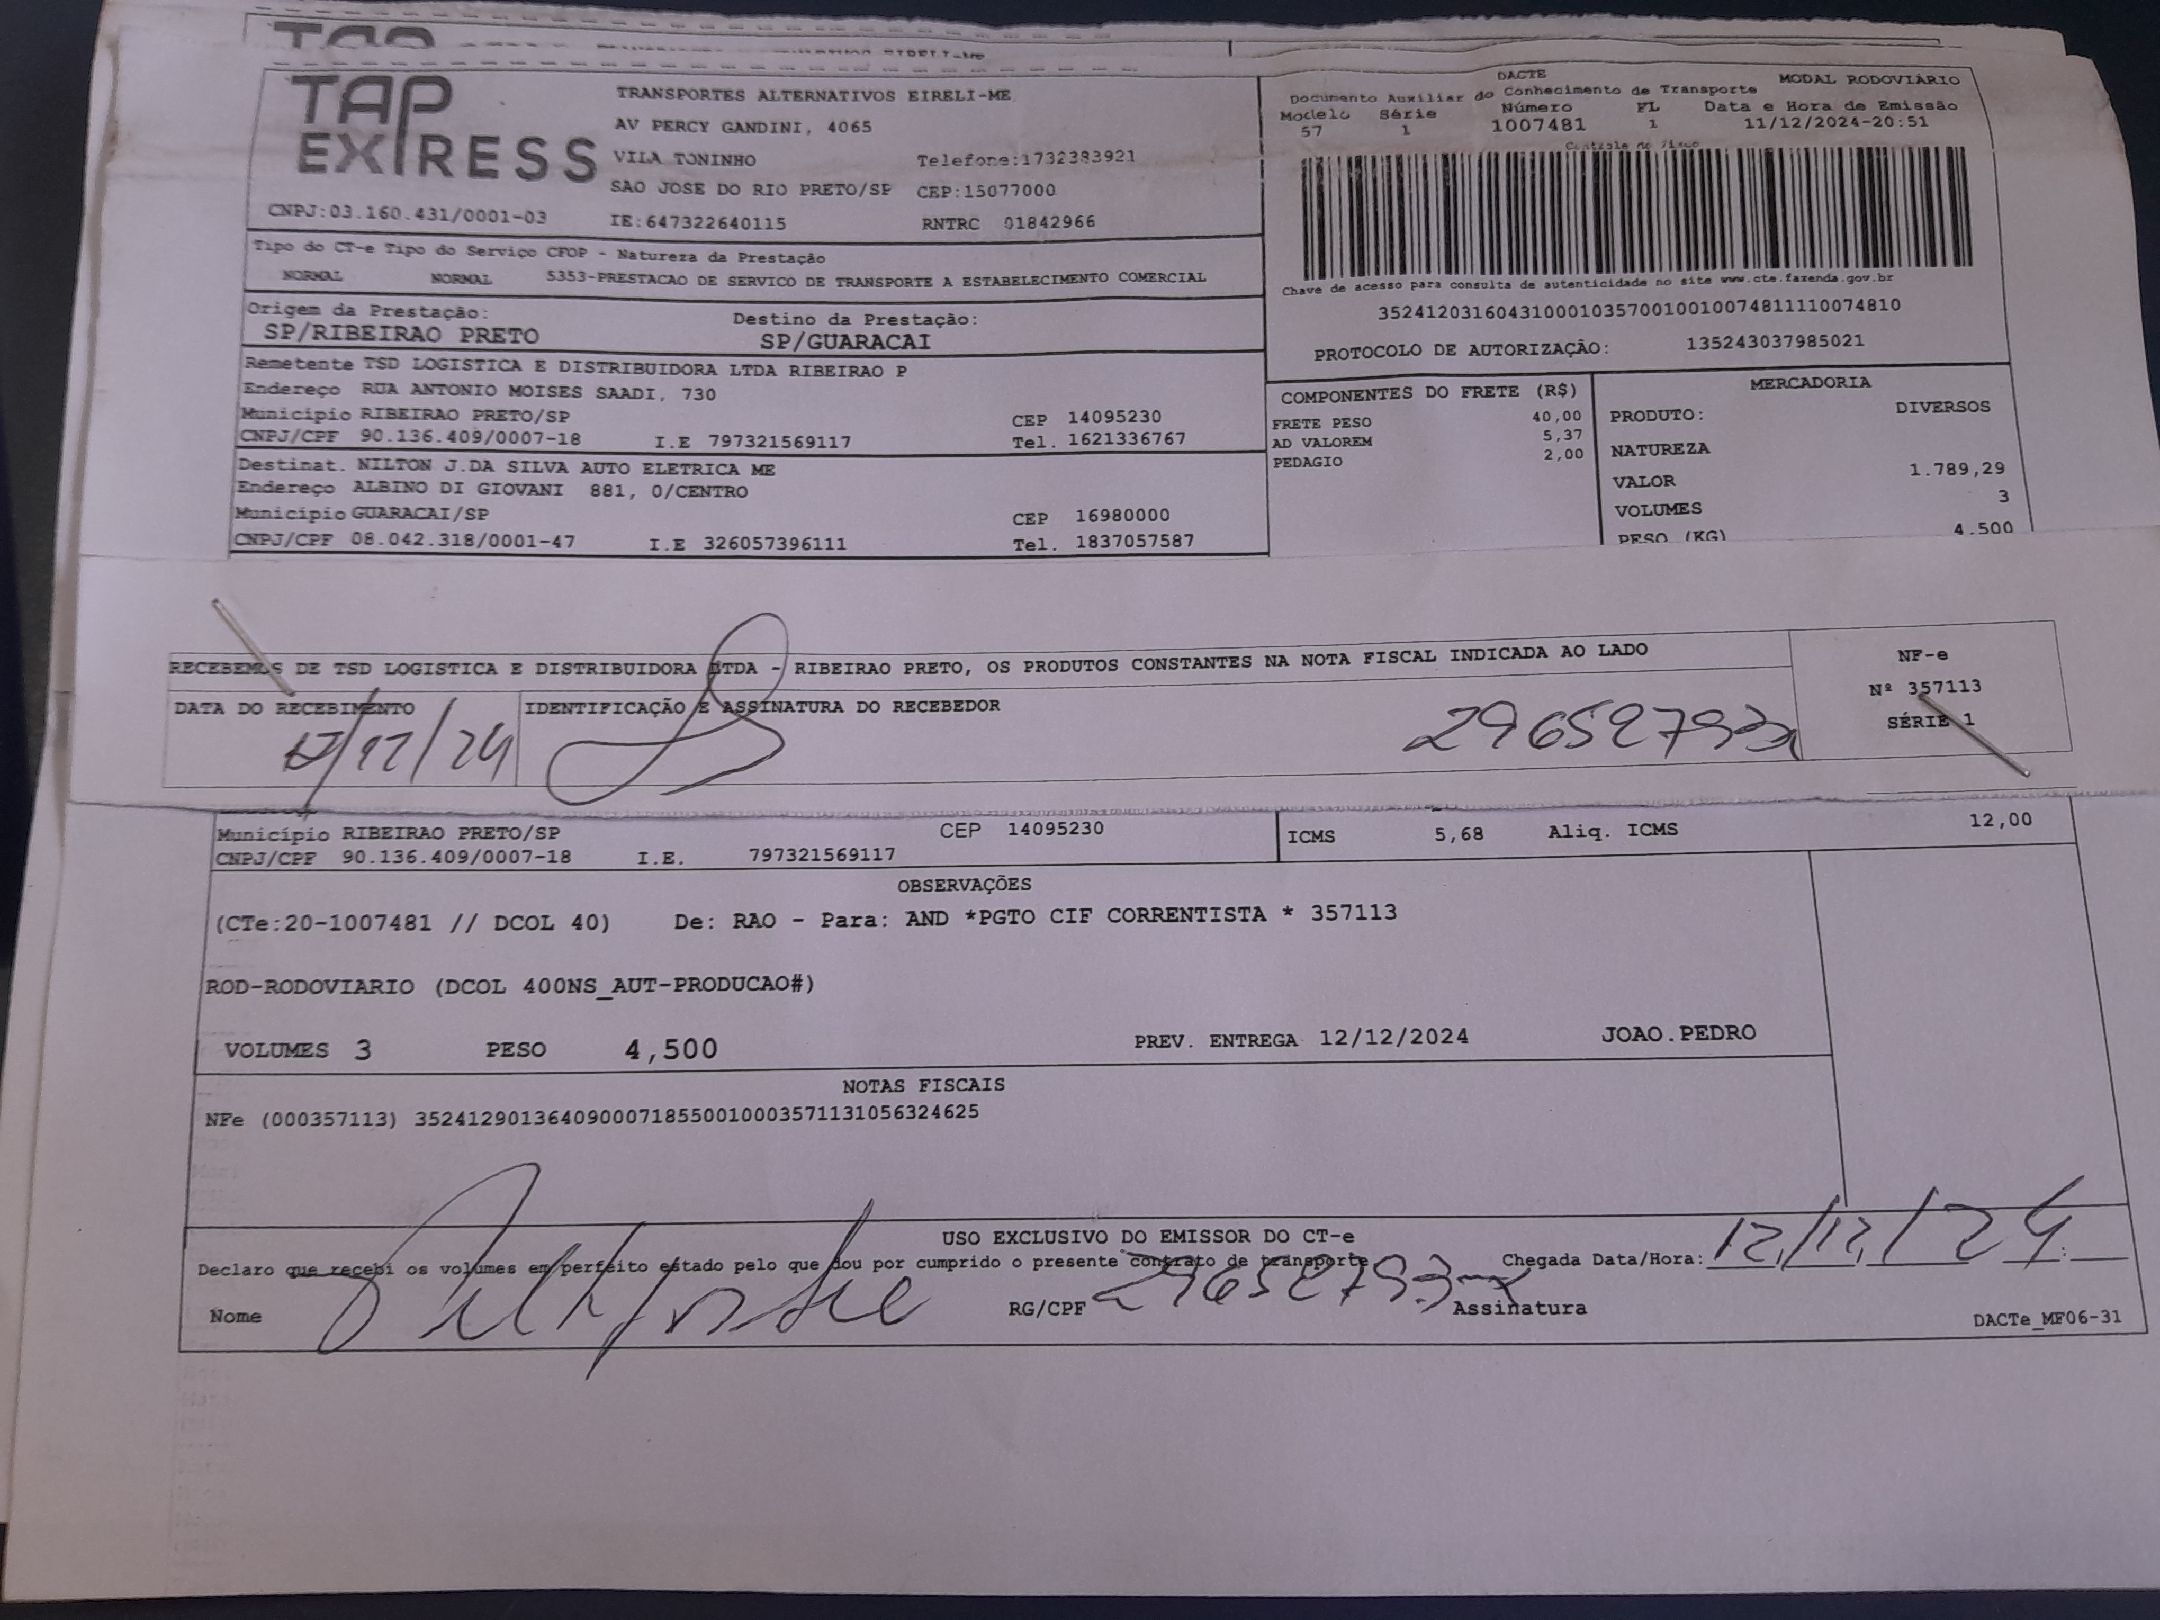 TAP
TAP EXPRESS
TRANSPORTES ALTERNATIVOS EIRELI-ME
AV PERCY GANDINI, 4065
VILA TONINHO Telefone:1732383921
SAO JOSE DO RIO PRETO/SP CEP:15077000
CNPJ:03.160.431/0001-03 IE:647322640115 RNTRC 01842966
DACTE MODAL RODOVIÁRIO
Documento Auxiliar do Conhecimento de Transporte
Modelo Série Número FL Data e Hora de Emissão
57 1 1007481 1 11/12/2024-20:51
Controle do Fisco
Tipo do CT-e Tipo do Serviço CFOP - Natureza da Prestação
NORMAL NORMAL 5353-PRESTACAO DE SERVICO DE TRANSPORTE A ESTABELECIMENTO COMERCIAL
Chave de acesso para consulta de autenticidade no site www.cte.fazenda.gov.br
35241203160431000103570010010074811110074810
PROTOCOLO DE AUTORIZAÇÃO: 135243037985021
Origem da Prestação: Destino da Prestação:
SP/RIBEIRAO PRETO SP/GUARACAI
Remetente TSD LOGISTICA E DISTRIBUIDORA LTDA RIBEIRAO P
Endereço RUA ANTONIO MOISES SAADI, 730
Município RIBEIRAO PRETO/SP CEP 14095230
CNPJ/CPF 90.136.409/0007-18 I.E 797321569117 Tel. 1621336767
Destinat. NILTON J.DA SILVA AUTO ELETRICA ME
Endereço ALBINO DI GIOVANI 881, 0/CENTRO
Município GUARACAI/SP CEP 16980000
CNPJ/CPF 08.042.318/0001-47 I.E 326057396111 Tel. 1837057587
COMPONENTES DO FRETE (R$)
FRETE PESO 40,00
AD VALOREM 5,37
PEDAGIO 2,00
MERCADORIA
PRODUTO: DIVERSOS
NATUREZA
VALOR 1.789,29
VOLUMES 3
PESO (KG) 4.500
RECEBEMOS DE TSD LOGISTICA E DISTRIBUIDORA LTDA - RIBEIRAO PRETO, OS PRODUTOS CONSTANTES NA NOTA FISCAL INDICADA AO LADO
NF-e
Nº 357113
SÉRIE 1
DATA DO RECEBIMENTO IDENTIFICAÇÃO E ASSINATURA DO RECEBEDOR
12/12/24
Município RIBEIRAO PRETO/SP CEP 14095230
CNPJ/CPF 90.136.409/0007-18 I.E. 797321569117
ICMS 5,68 Aliq. ICMS 12,00
OBSERVAÇÕES
(CTe:20-1007481 // DCOL 40) De: RAO - Para: AND *PGTO CIF CORRENTISTA * 357113
ROD-RODOVIARIO (DCOL 400NS_AUT-PRODUCAO#)
VOLUMES 3 PESO 4,500 PREV. ENTREGA 12/12/2024 JOAO.PEDRO
NOTAS FISCAIS
NFe (000357113) 35241290136409000718550010003571131056324625
USO EXCLUSIVO DO EMISSOR DO CT-e
Declaro que recebi os volumes em perfeito estado pelo que dou por cumprido o presente contrato de transporte
Chegada Data/Hora: 12/12/24
Nome RG/CPF Assinatura
DACTe_MF06-31